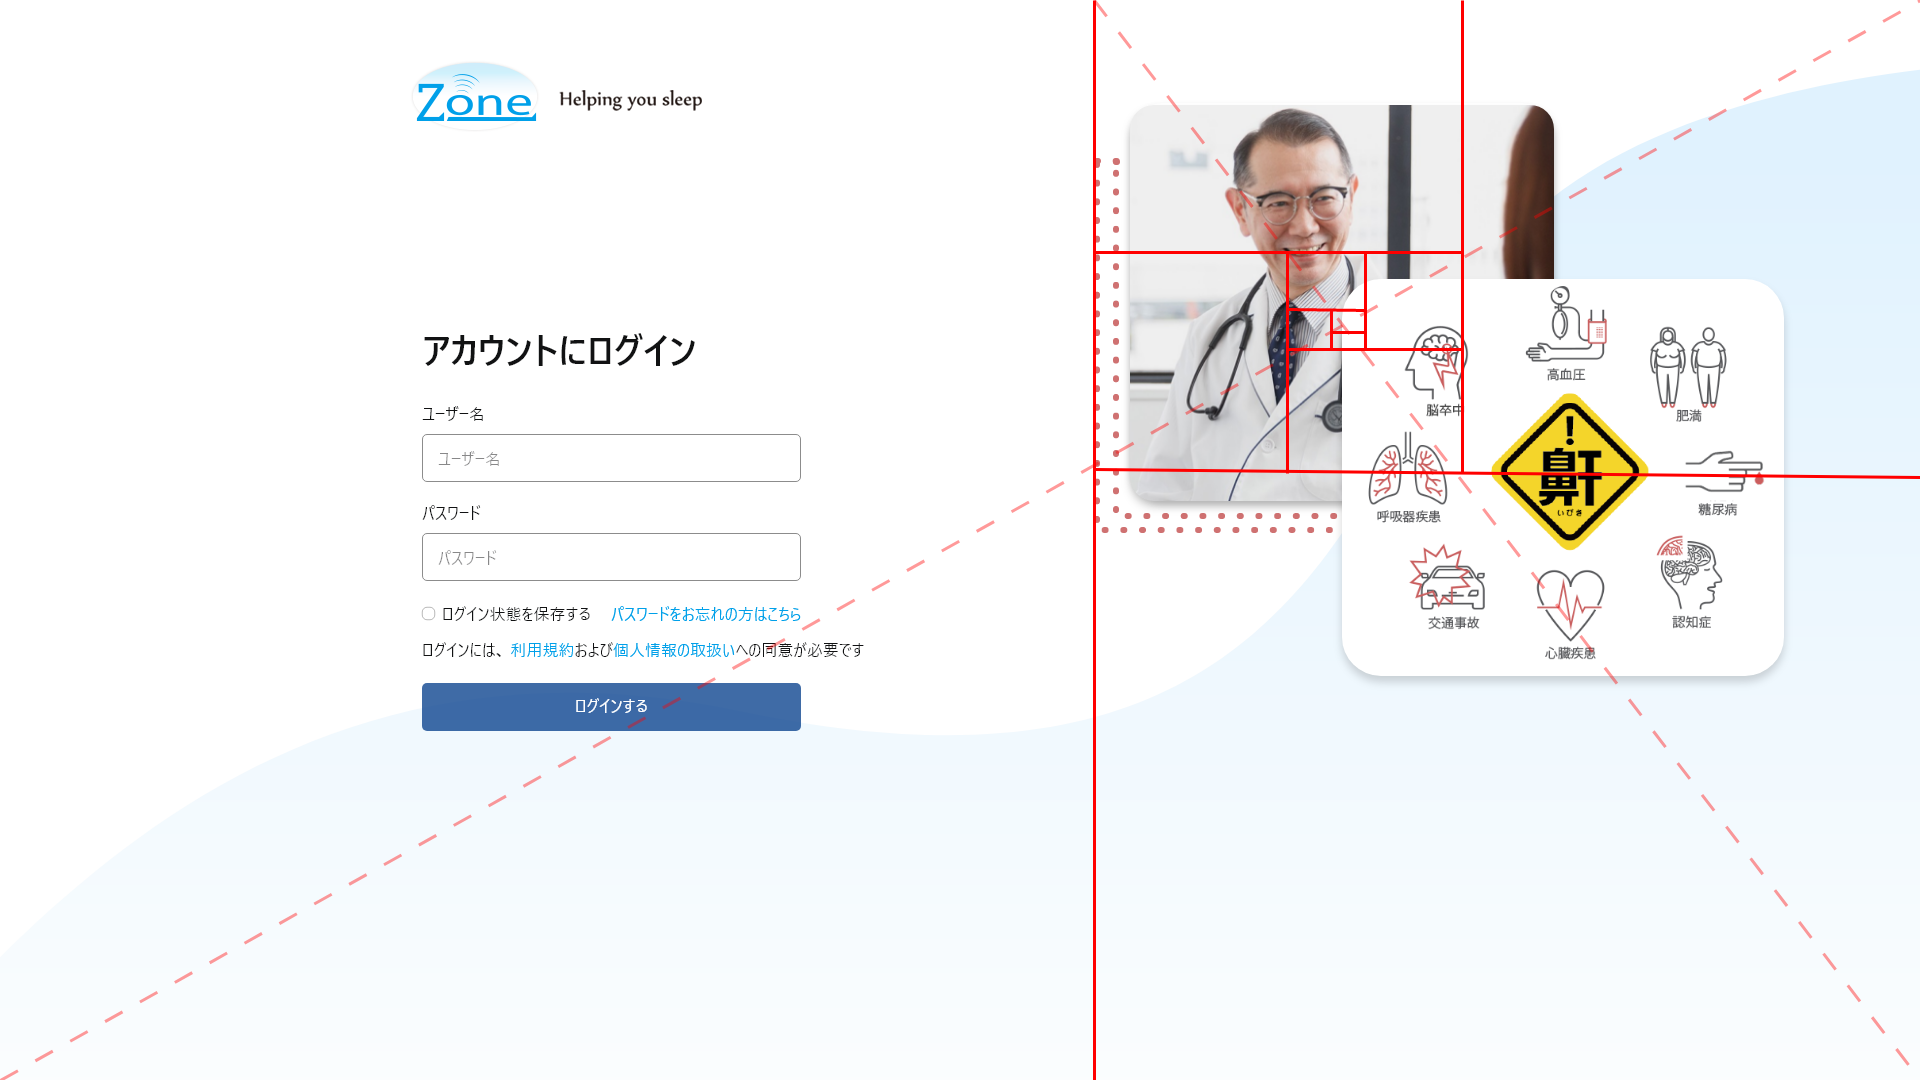 Zone
Helping you sleep
アカウントにログイン
ユーザー名
ユーザー名
パスワード
パスワード
ログイン状態を保存する パスワードをお忘れの方はこちら
ログインには、利用規約および個人情報の取扱いへの同意が必要です
ログインする
高血圧
脳卒中
肥満
!
鼾
いびき
呼吸器疾患
糖尿病
交通事故
認知症
心臓疾患